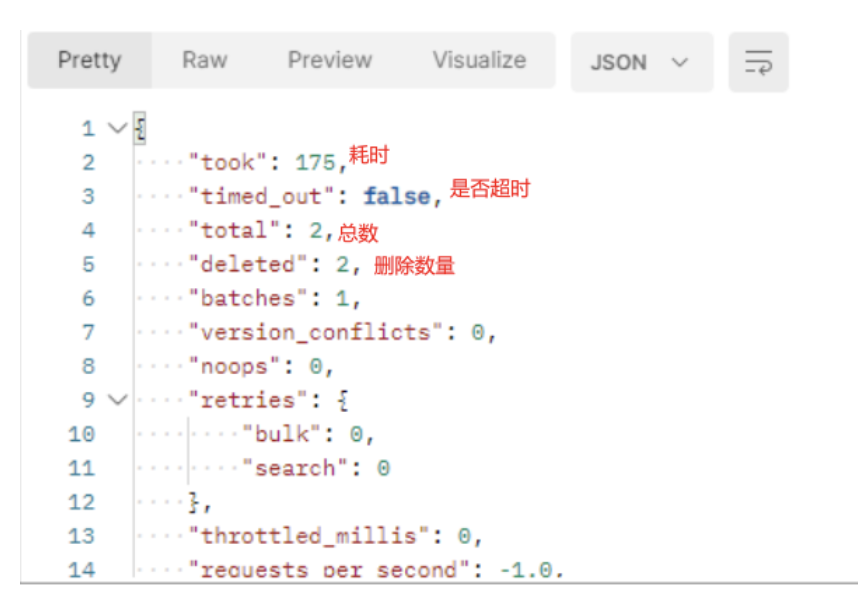 Pretty Raw Preview Visualize JSON
1 {
2 "took": 175,耗时
3 "timed_out": false, 是否超时
4 "total": 2,总数
5 "deleted": 2, 删除数量
6 "batches": 1,
7 "version_conflicts": 0,
8 "noops": 0,
9 "retries": {
10 "bulk": 0,
11 "search": 0
12 },
13 "throttled_millis": 0,
14 "requests_per_second": -1.0,